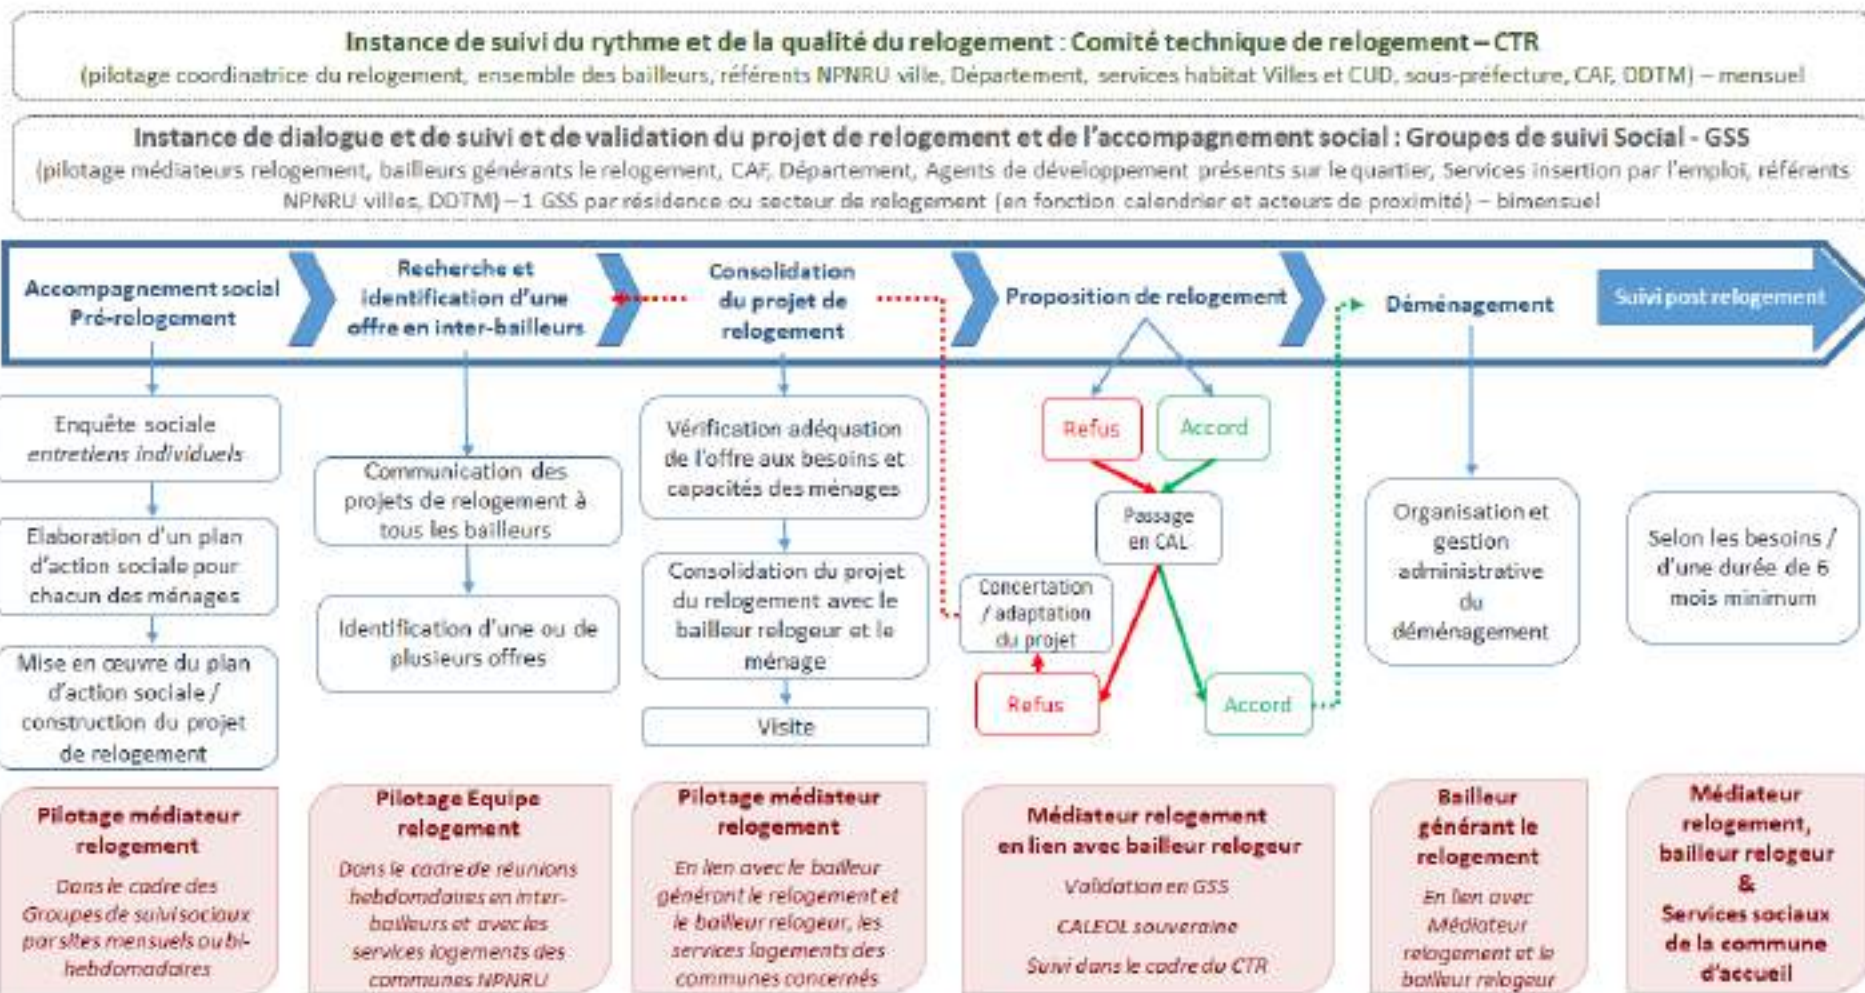 Instance de suivi du rythme et de la qualité du relogement : Comité technique de relogement – CTR
(pilotage coordinatrice du relogement, ensemble des bailleurs, référents NPNRU ville, Département, services habitat Villes et CUD, sous-préfecture, CAF, DDTM) – mensuel
Instance de dialogue et de suivi et de validation du projet de relogement et de l'accompagnement social : Groupes de suivi Social - GSS
(pilotage médiateurs relogement, bailleurs générants le relogement, CAF, Département, Agents de développement présents sur le quartier, Services insertion par l'emploi, référents
NPNRU villes, DDTM) – 1 GSS par résidence ou secteur de relogement (en fonction calendrier et acteurs de proximité) – bimensuel
Accompagnement social
Pré-relogement
Recherche et
identification d'une
offre en inter-bailleurs
Consolidation
du projet de
relogement
Proposition de relogement
Déménagement
Suivi post relogement
Enquête sociale
entretiens individuels
Elaboration d'un plan
d'action sociale pour
chacun des ménages
Mise en œuvre du plan
d'action sociale /
construction du projet
de relogement
Communication des
projets de relogement à
tous les bailleurs
Identification d'une ou de
plusieurs offres
Vérification adéquation
de l'offre aux besoins et
capacités des ménages
Consolidation du projet
du relogement avec le
bailleur relogeur et le
ménage
Visite
Refus
Accord
Passage
en CAL
Concertation
/ adaptation
du projet
Refus
Accord
Organisation et
gestion
administrative
du
déménagement
Selon les besoins /
d'une durée de 6
mois minimum
Pilotage médiateur
relogement
Dans le cadre des
Groupes de suivi sociaux
par sites mensuels ou bi-
hebdomadaires
Pilotage Equipe
relogement
Dans le cadre de réunions
hebdomdaires en inter-
bailleurs et avec les
services logements des
communes NPNRU
Pilotage médiateur
relogement
En lien avec le bailleur
générant le relogement et
le bailleur relogeur, les
services logements des
communes concernés
Médiateur relogement
en lien avec bailleur relogeur
Validation en GSS
CALEOL souveraine
Suivi dans le cadre du CTR
Bailleur
générant le
relogement
En lien avec
Médiateur
relogement et le
bailleur relogeur
Médiateur
relogement,
bailleur relogeur
&
Services sociaux
de la commune
d'accueil